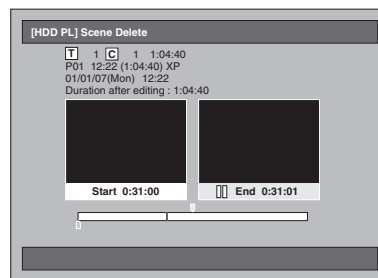 [HDD PL] Scene Delete
T 1 C 1 1:04:40
P01 12:22 (1:04:40) XP
01/01/07(Mon) 12:22
Duration after editing : 1:04:40
Start 0:31:00
End 0:31:01